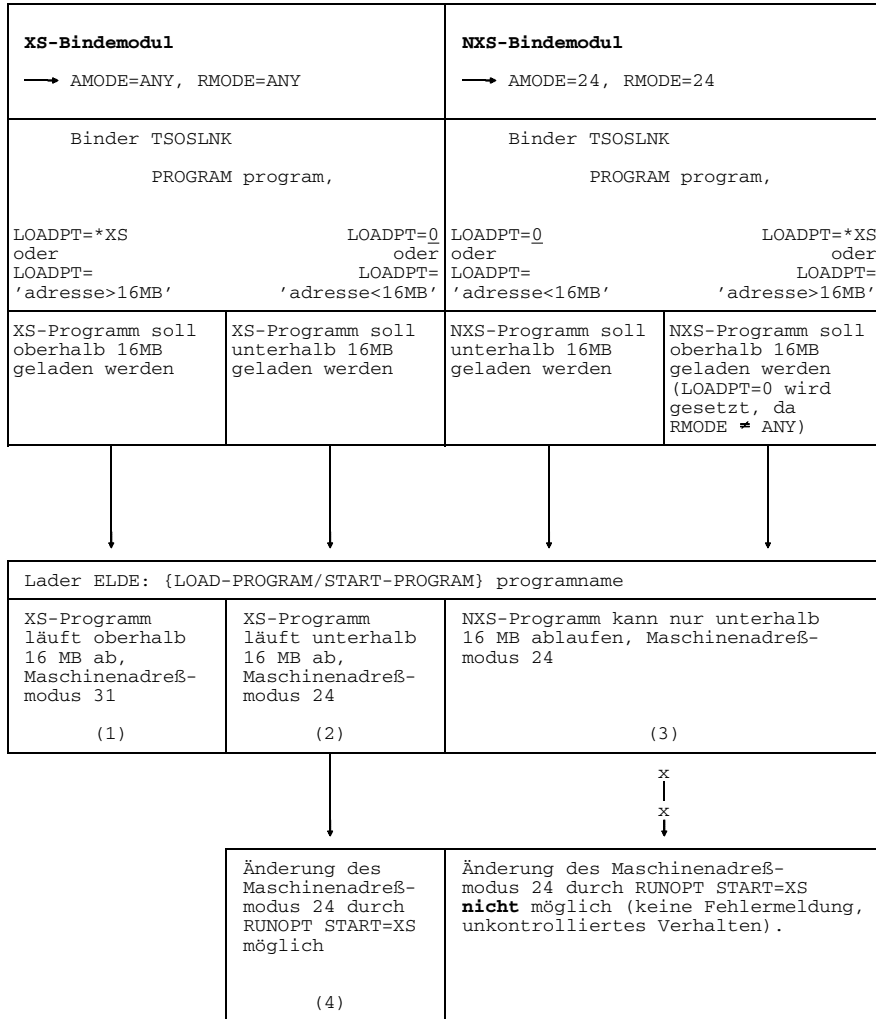 XS-Bindemodul
→ AMODE=ANY, RMODE=ANY
NXS-Bindemodul
→ AMODE=24, RMODE=24
Binder TSOSLNK
PROGRAM program,
LOADPT=*XS
oder
LOADPT=
'adresse>16MB'
LOADPT=0
oder
LOADPT=
'adresse<16MB'
Binder TSOSLNK
PROGRAM program,
LOADPT=0
oder
LOADPT=
'adresse<16MB'
LOADPT=*XS
oder
LOADPT=
'adresse>16MB'
XS-Programm soll
oberhalb 16MB
geladen werden
XS-Programm soll
unterhalb 16MB
geladen werden
NXS-Programm soll
unterhalb 16MB
geladen werden
NXS-Programm soll
oberhalb 16MB
geladen werden
(LOADPT=0 wird
gesetzt, da
RMODE ≠ ANY)
Lader ELDE: {LOAD-PROGRAM/START-PROGRAM} programname
XS-Programm
läuft oberhalb
16 MB ab,
Maschinenadreß-
modus 31
(1)
XS-Programm
läuft unterhalb
16 MB ab,
Maschinenadreß-
modus 24
(2)
NXS-Programm kann nur unterhalb
16 MB ablaufen, Maschinenadreß-
modus 24
(3)
x
x
Änderung des
Maschinenadreß-
modus 24 durch
RUNOPT START=XS
möglich
(4)
Änderung des Maschinenadreß-
modus 24 durch RUNOPT START=XS
nicht möglich (keine Fehlermeldung,
unkontrolliertes Verhalten).